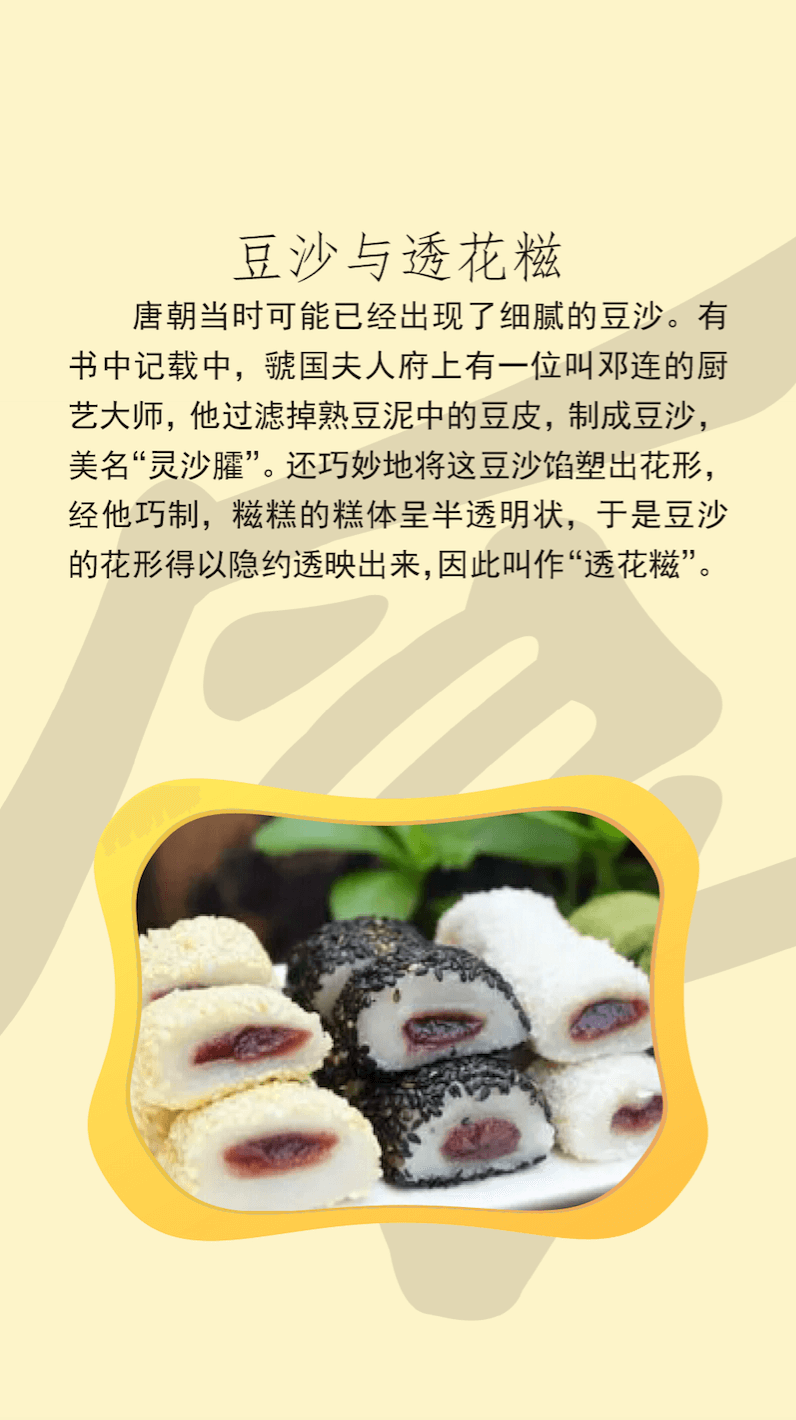 豆沙与透花糍
唐朝当时可能已经出现了细腻的豆沙。有
书中记载中，虢国夫人府上有一位叫邓连的厨
艺大师，他过滤掉熟豆泥中的豆皮，制成豆沙，
美名“灵沙臛”。还巧妙地将这豆沙馅塑出花形，
经他巧制，糍糕的糕体呈半透明状，于是豆沙
的花形得以隐约透映出来，因此叫作“透花糍”。